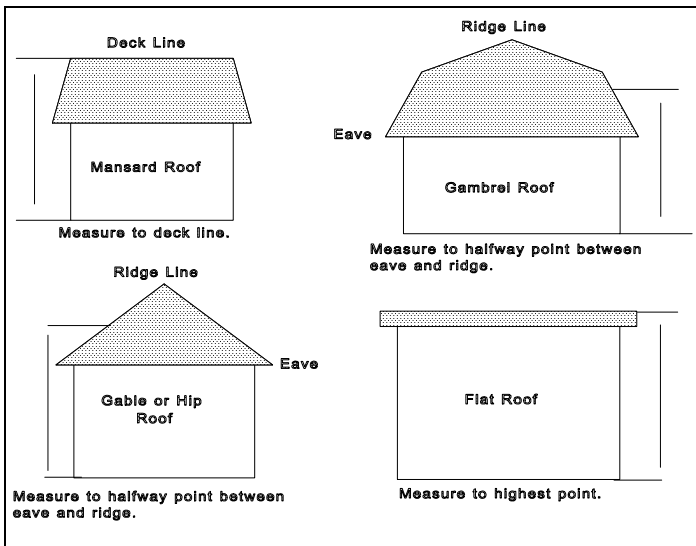 Deck Line
Mansard Roof
Measure to deck line.
Ridge Line
Eave
Gambrel Roof
Measure to halfway point between
eave and ridge.
Ridge Line
Eave
Gable or Hip
Roof
Measure to halfway point between
eave and ridge.
Flat Roof
Measure to highest point.